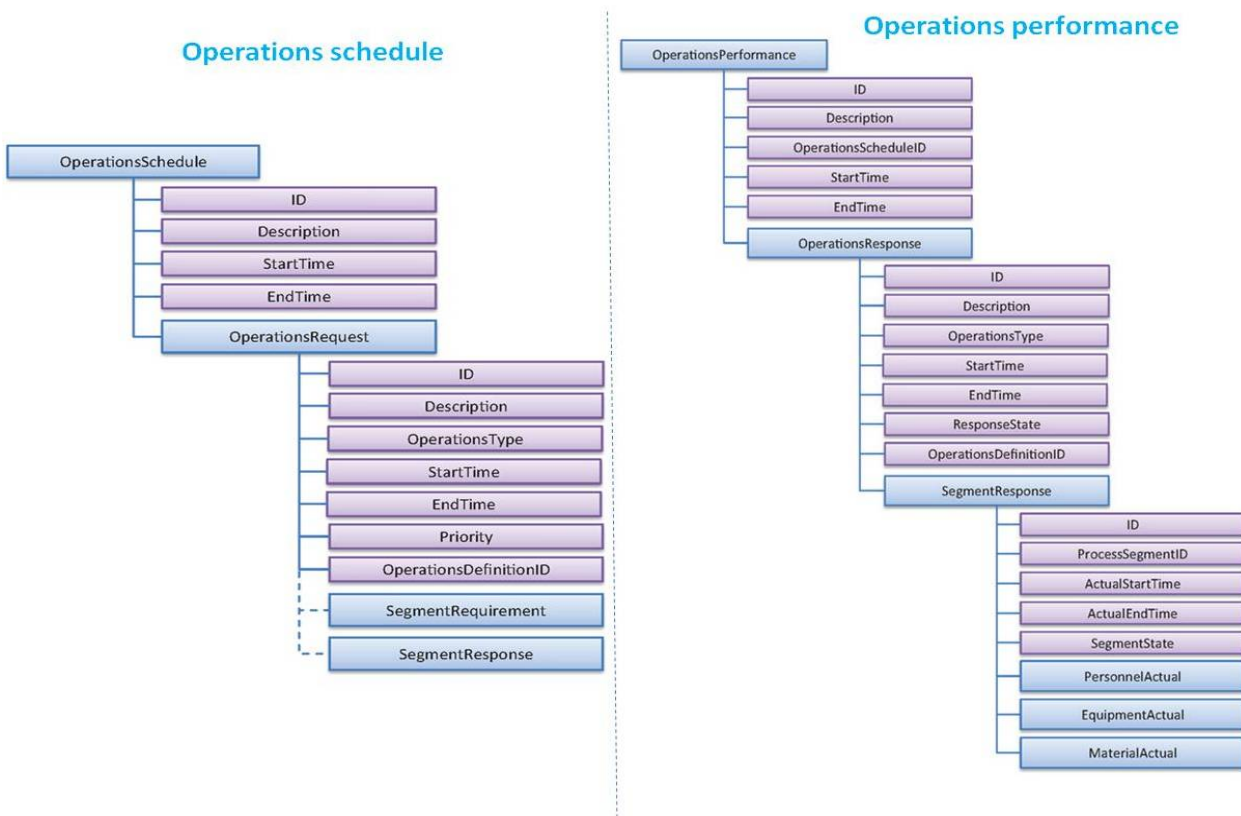 Operations schedule
OperationsSchedule
ID
Description
StartTime
EndTime
OperationsRequest
ID
Description
OperationsType
StartTime
EndTime
Priority
OperationsDefinitionID
SegmentRequirement
SegmentResponse
Operations performance
OperationsPerformance
ID
Description
OperationsScheduleID
StartTime
EndTime
OperationsResponse
ID
Description
OperationsType
StartTime
EndTime
ResponseState
OperationsDefinitionID
SegmentResponse
ID
ProcessSegmentID
ActualStartTime
ActualEndTime
SegmentState
PersonnelActual
EquipmentActual
MaterialActual